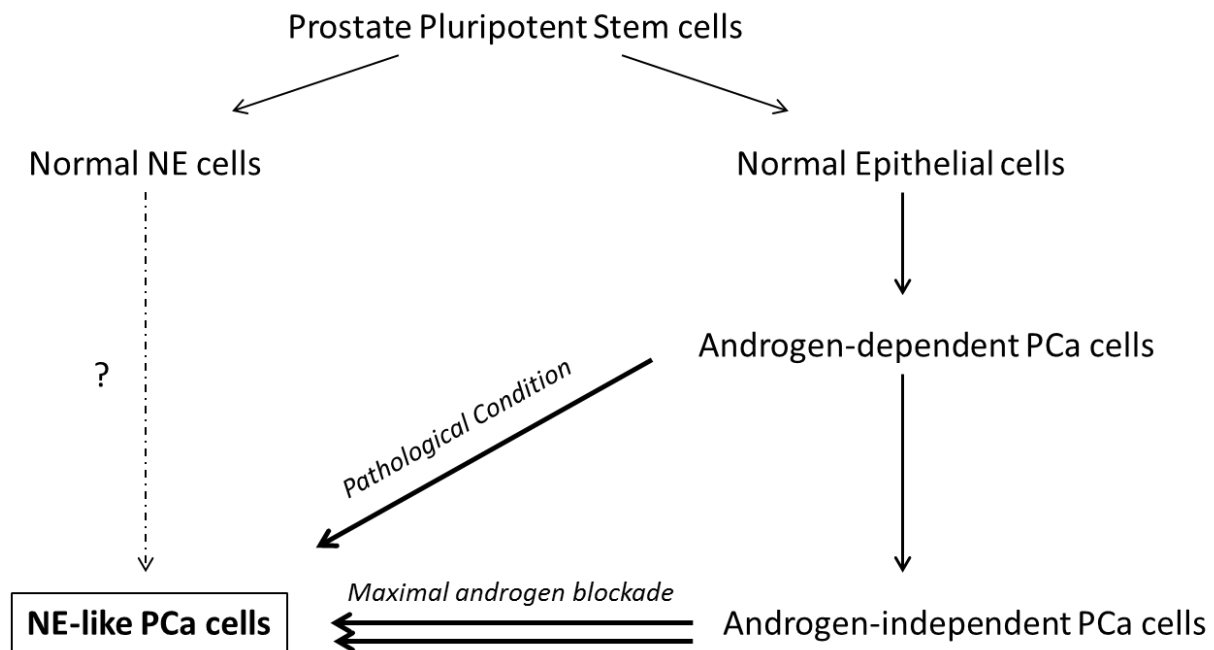 Prostate Pluripotent Stem cells
Normal NE cells
Normal Epithelial cells
Androgen-dependent PCa cells
?
Pathological Condition
Maximal androgen blockade
NE-like PCa cells
Androgen-independent PCa cells